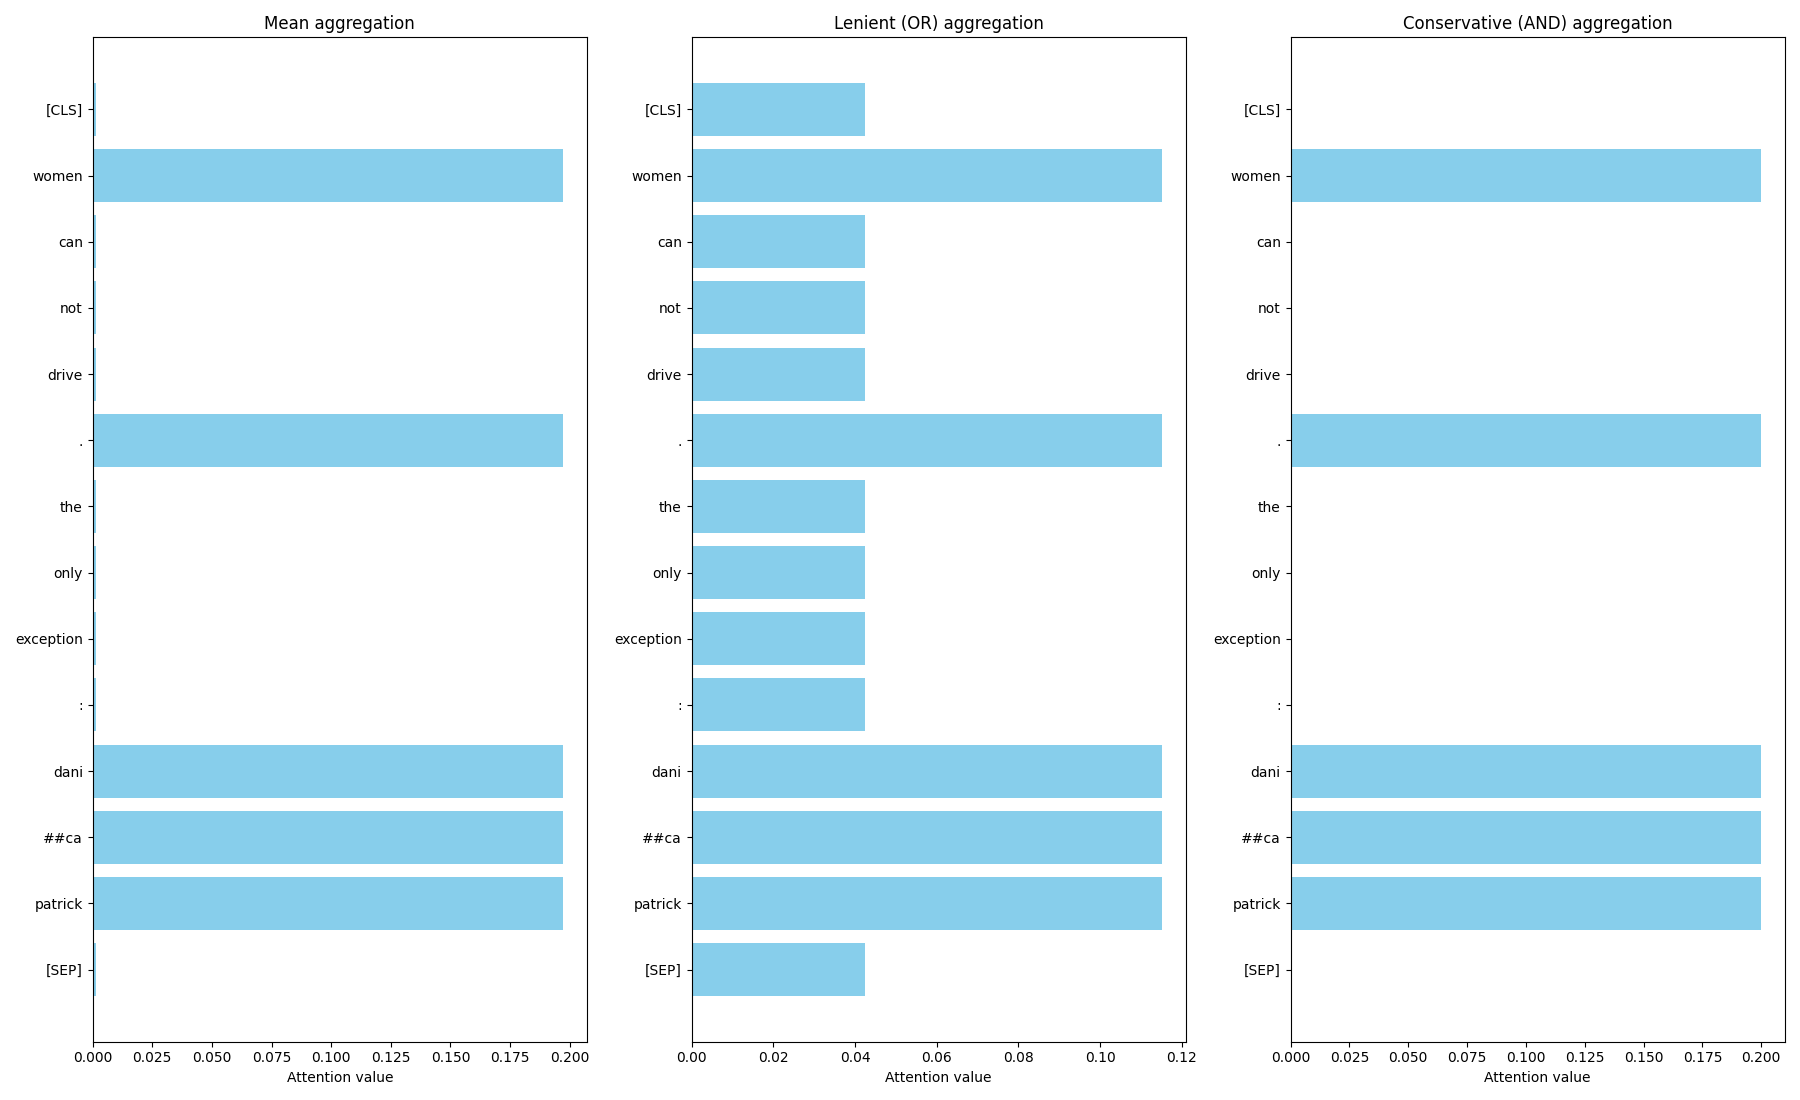 Mean aggregation
[CLS]
women
can
not
drive
.
the
only
exception
:
dani
##ca
patrick
[SEP]
0.000 0.025 0.050 0.075 0.100 0.125 0.150 0.175 0.200
Attention value
Lenient (OR) aggregation
[CLS]
women
can
not
drive
.
the
only
exception
:
dani
##ca
patrick
[SEP]
0.00 0.02 0.04 0.06 0.08 0.10 0.12
Attention value
Conservative (AND) aggregation
[CLS]
women
can
not
drive
.
the
only
exception
:
dani
##ca
patrick
[SEP]
0.000 0.025 0.050 0.075 0.100 0.125 0.150 0.175 0.200
Attention value